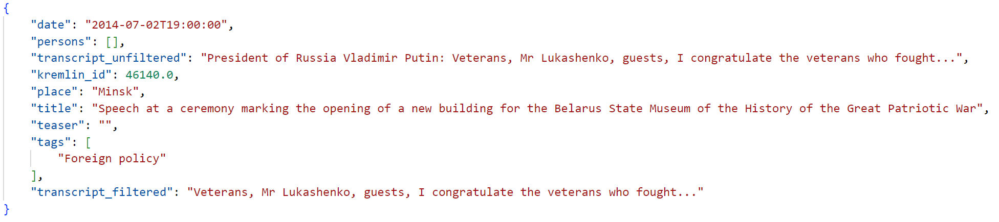 {
    "date": "2014-07-02T19:00:00",
    "persons": [],
    "transcript_unfiltered": "President of Russia Vladimir Putin: Veterans, Mr Lukashenko, guests, I congratulate the veterans who fought...",
    "kremlin_id": 46140.0,
    "place": "Minsk",
    "title": "Speech at a ceremony marking the opening of a new building for the Belarus State Museum of the History of the Great Patriotic War",
    "teaser": "",
    "tags": [
        "Foreign policy"
    ],
    "transcript_filtered": "Veterans, Mr Lukashenko, guests, I congratulate the veterans who fought..."
}